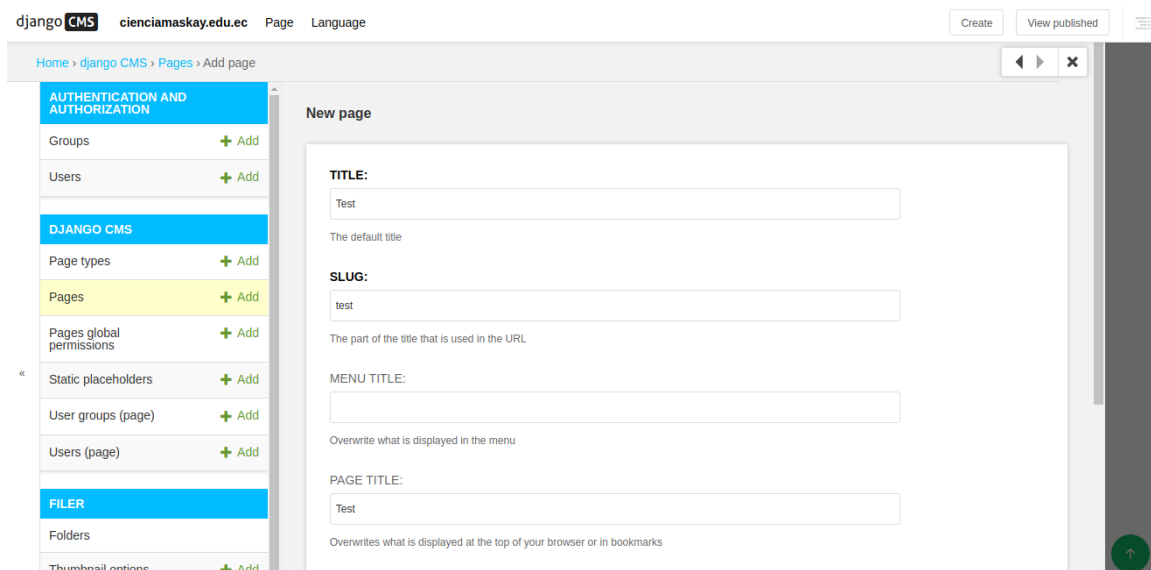 django CMS cienciamaskay.edu.ec Page Language Create View published
Home › django CMS › Pages › Add page
AUTHENTICATION AND
AUTHORIZATION
Groups Add
Users Add
DJANGO CMS
Page types Add
Pages Add
Pages global
permissions Add
Static placeholders Add
User groups (page) Add
Users (page) Add
FILER
Folders
Thumbnail options Add
«
New page
TITLE:
Test
The default title
SLUG:
test
The part of the title that is used in the URL
MENU TITLE:
Overwrite what is displayed in the menu
PAGE TITLE:
Test
Overwrites what is displayed at the top of your browser or in bookmarks